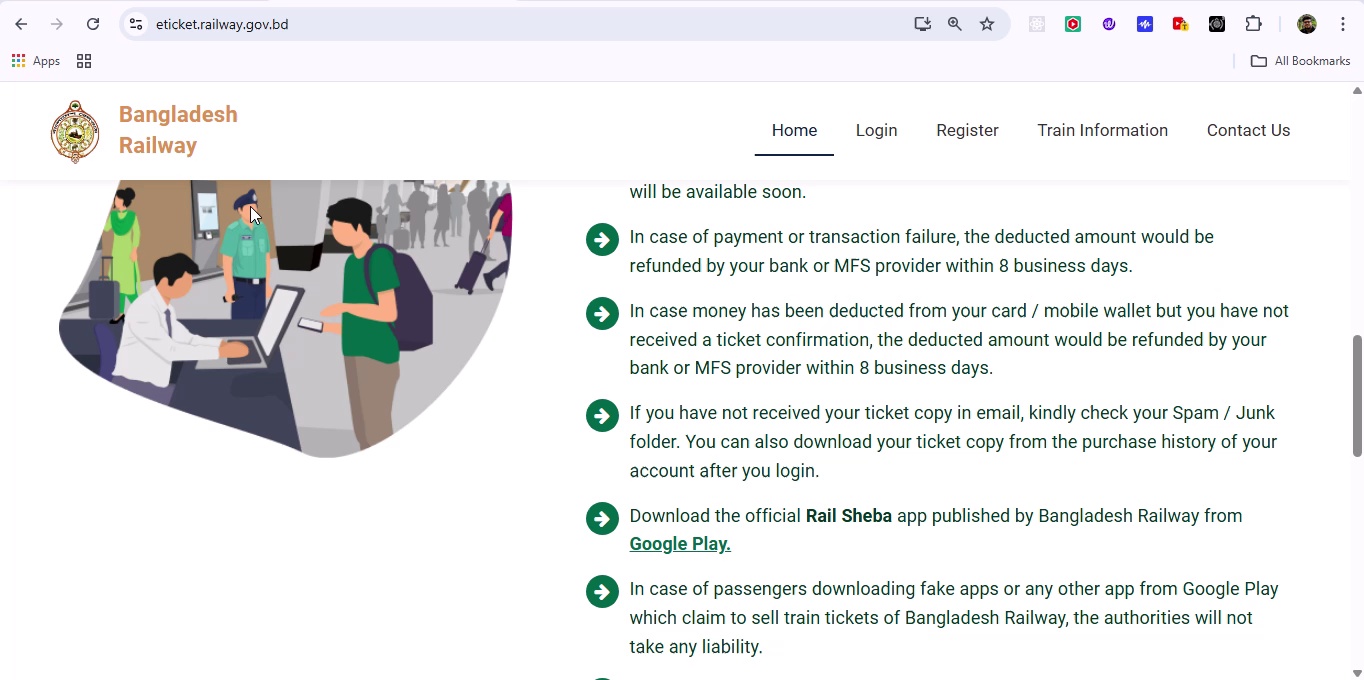 eticket.railway.gov.bd
Apps
All Bookmarks
Bangladesh
Railway
Home
Login
Register
Train Information
Contact Us
will be available soon.
In case of payment or transaction failure, the deducted amount would be
refunded by your bank or MFS provider within 8 business days.
In case money has been deducted from your card / mobile wallet but you have not
received a ticket confirmation, the deducted amount would be refunded by your
bank or MFS provider within 8 business days.
If you have not received your ticket copy in email, kindly check your Spam / Junk
folder. You can also download your ticket copy from the purchase history of your
account after you login.
Download the official Rail Sheba app published by Bangladesh Railway from
Google Play.
In case of passengers downloading fake apps or any other app from Google Play
which claim to sell train tickets of Bangladesh Railway, the authorities will not
take any liability.